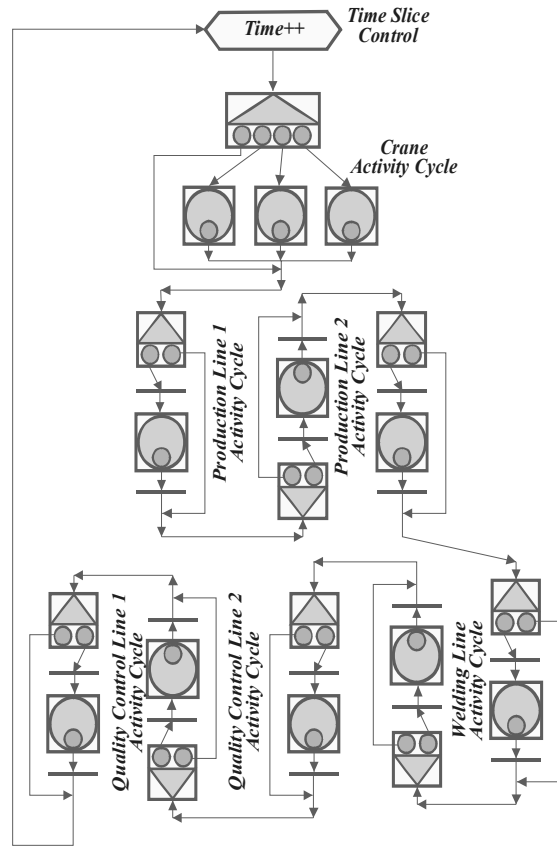 Time++
Time Slice
Control
Crane
Activity Cycle
Production Line 1
Activity Cycle
Production Line 2
Activity Cycle
Quality Control Line 1
Activity Cycle
Quality Control Line 2
Activity Cycle
Welding Line
Activity Cycle